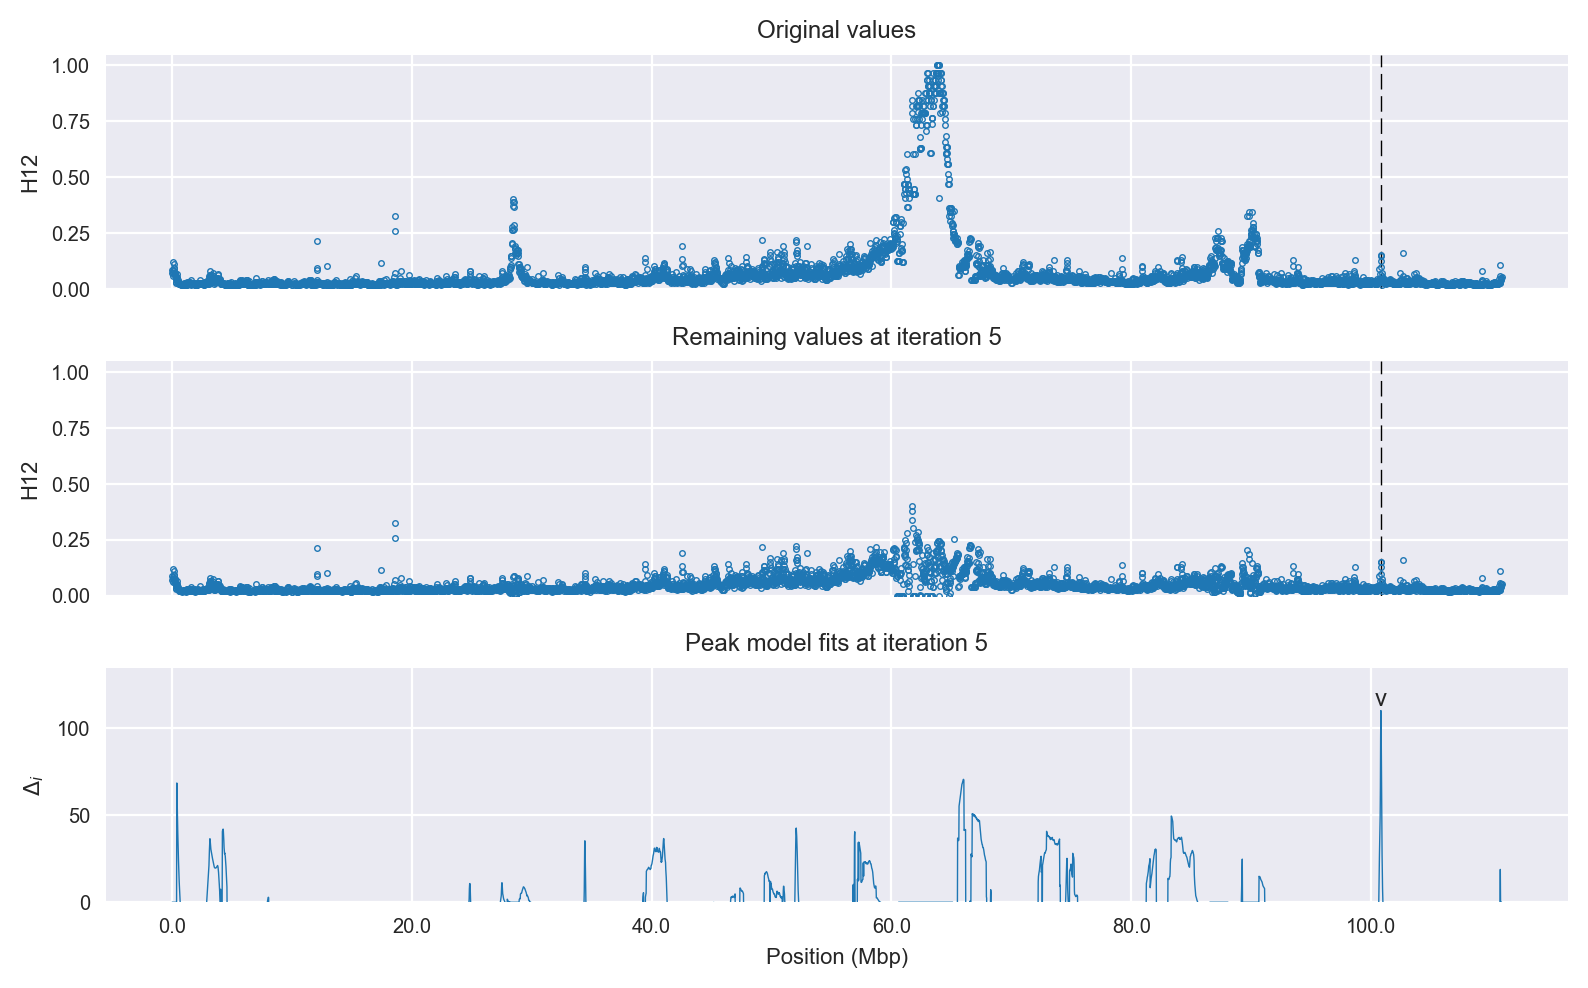 Original values
1.00
0.75
0.50
0.25
0.00
H12
Remaining values at iteration 5
1.00
0.75
0.50
0.25
0.00
H12
Peak model fits at iteration 5
v
100
50
0
Δi
0.0 20.0 40.0 60.0 80.0 100.0
Position (Mbp)